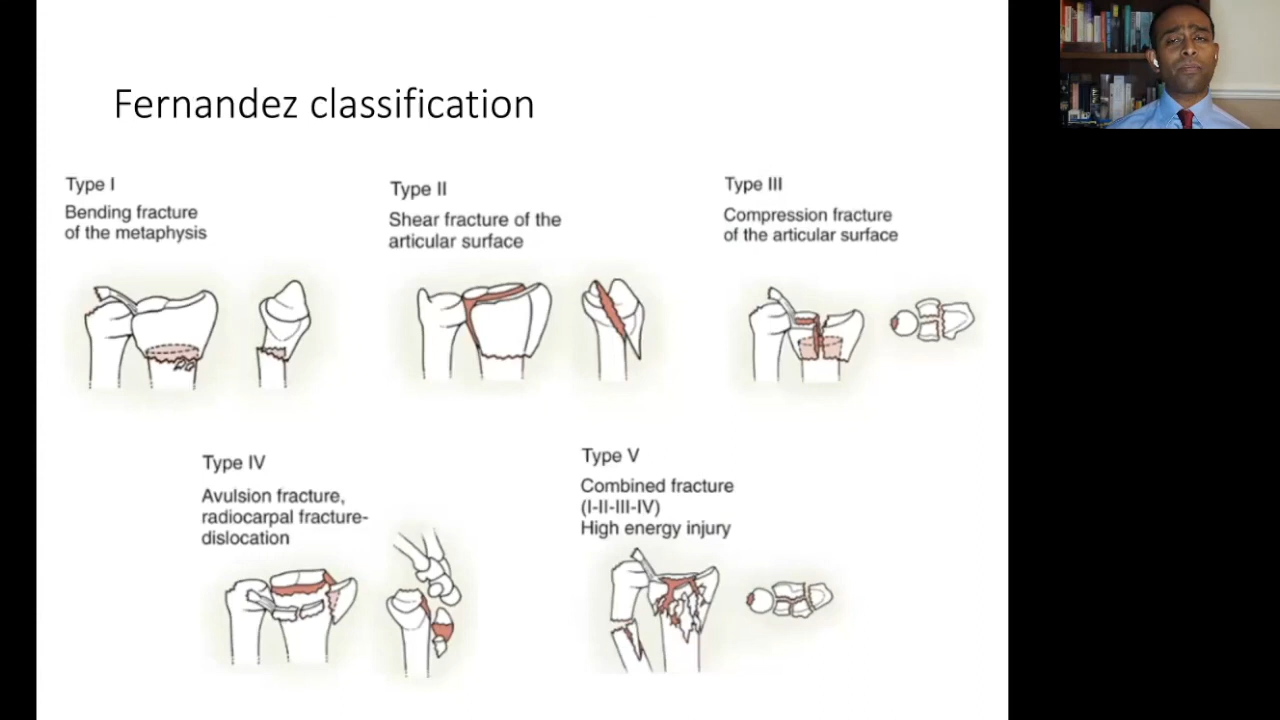 Fernandez classification
Type I
Bending fracture
of the metaphysis
Type II
Shear fracture of the
articular surface
Type III
Compression fracture
of the articular surface
Type IV
Avulsion fracture,
radiocarpal fracture-
dislocation
Type V
Combined fracture
(I-II-III-IV)
High energy injury